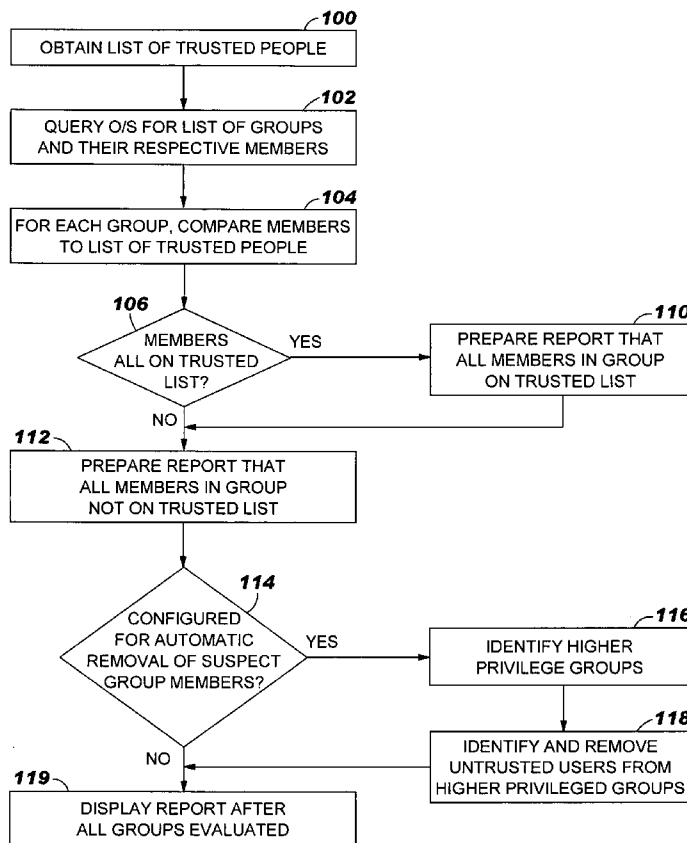 100
OBTAIN LIST OF TRUSTED PEOPLE
102
QUERY O/S FOR LIST OF GROUPS
AND THEIR RESPECTIVE MEMBERS
104
FOR EACH GROUP, COMPARE MEMBERS
TO LIST OF TRUSTED PEOPLE
106
MEMBERS
ALL ON TRUSTED
LIST?
YES
NO
110
PREPARE REPORT THAT
ALL MEMBERS IN GROUP
ON TRUSTED LIST
112
PREPARE REPORT THAT
ALL MEMBERS IN GROUP
NOT ON TRUSTED LIST
114
CONFIGURED
FOR AUTOMATIC
REMOVAL OF SUSPECT
GROUP MEMBERS?
YES
NO
116
IDENTIFY HIGHER
PRIVILEGE GROUPS
118
IDENTIFY AND REMOVE
UNTRUSTED USERS FROM
HIGHER PRIVILEGED GROUPS
119
DISPLAY REPORT AFTER
ALL GROUPS EVALUATED